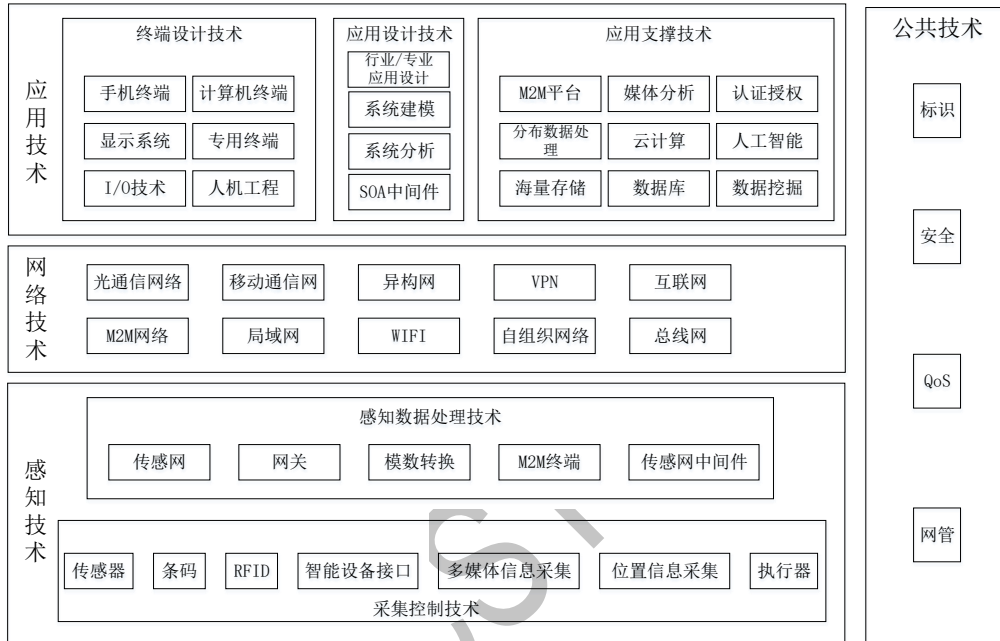 应用技术
终端设计技术
手机终端
计算机终端
显示系统
专用终端
I/O技术
人机工程
应用设计技术
行业/专业
应用设计
系统建模
系统分析
SOA中间件
应用支撑技术
M2M平台
媒体分析
认证授权
分布数据处
理
云计算
人工智能
海量存储
数据库
数据挖掘
网络技术
光通信网络
移动通信网
异构网
VPN
互联网
M2M网络
局域网
WIFI
自组织网络
总线网
感知技术
感知数据处理技术
传感网
网关
模数转换
M2M终端
传感网中间件
传感器
条码
RFID
智能设备接口
多媒体信息采集
位置信息采集
执行器
采集控制技术
公共技术
标识
安全
QoS
网管